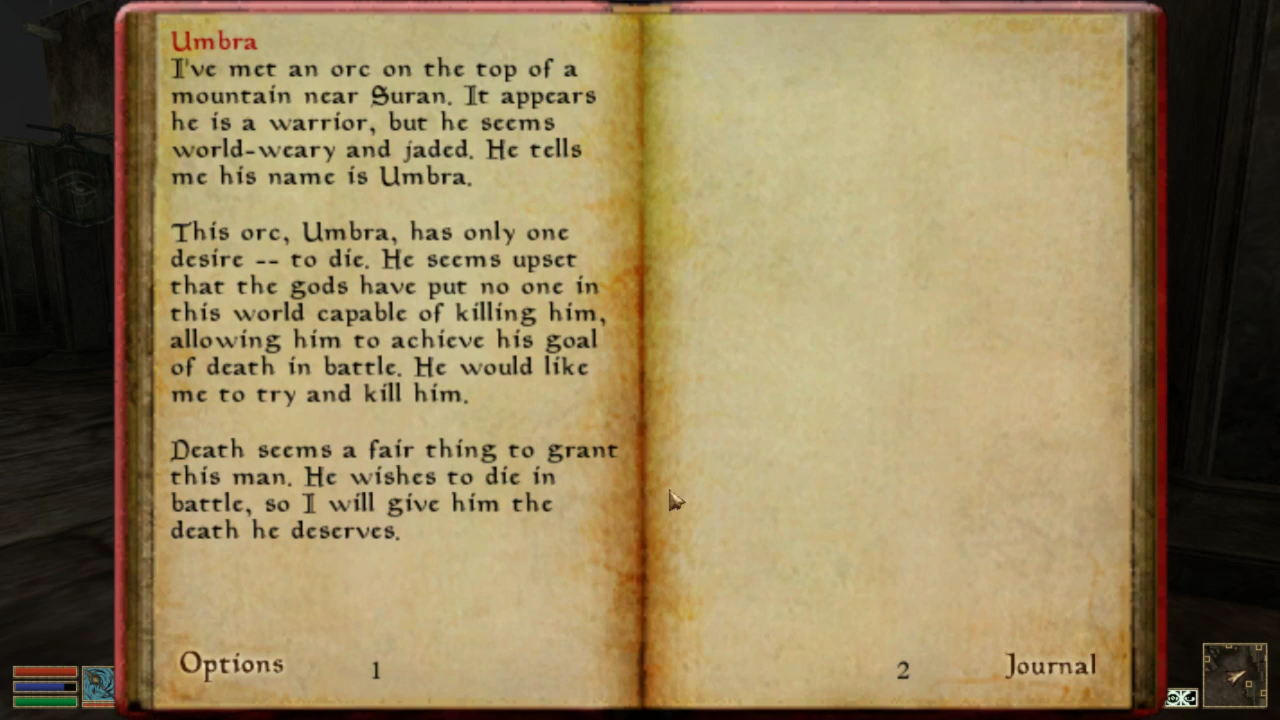 Umbra
I've met an orc on the top of a
mountain near Suran. It appears
he is a warrior, but he seems
world-weary and jaded. He tells
me his name is Umbra.
This orc, Umbra, has only one
desire -- to die. He seems upset
that the gods have put no one in
this world capable of killing him,
allowing him to achieve his goal
of death in battle. He would like
me to try and kill him.
Death seems a fair thing to grant
this man. He wishes to die in
battle, so I will give him the
death he deserves.
Options
1
2
Journal